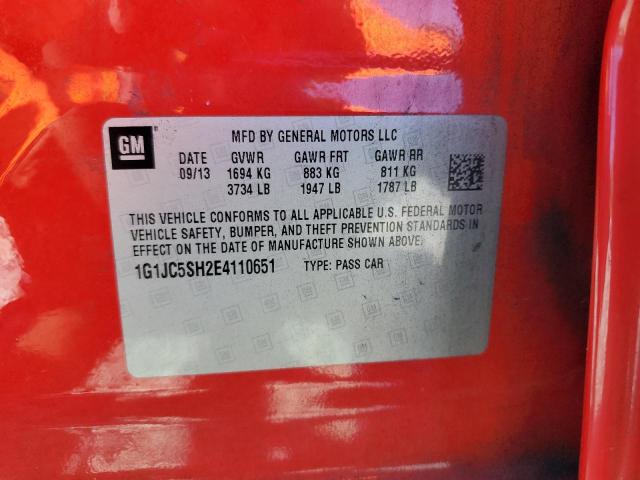 GM
MFD BY GENERAL MOTORS LLC
DATE GVWR GAWR FRT GAWR RR
09/13 1694 KG 883 KG 811 KG
3734 LB 1947 LB 1787 LB
THIS VEHICLE CONFORMS TO ALL APPLICABLE U.S. FEDERAL MOTOR
VEHICLE SAFETY, BUMPER, AND THEFT PREVENTION STANDARDS IN
EFFECT ON THE DATE OF MANUFACTURE SHOWN ABOVE.
1G1JC5SH2E4110651 TYPE: PASS CAR